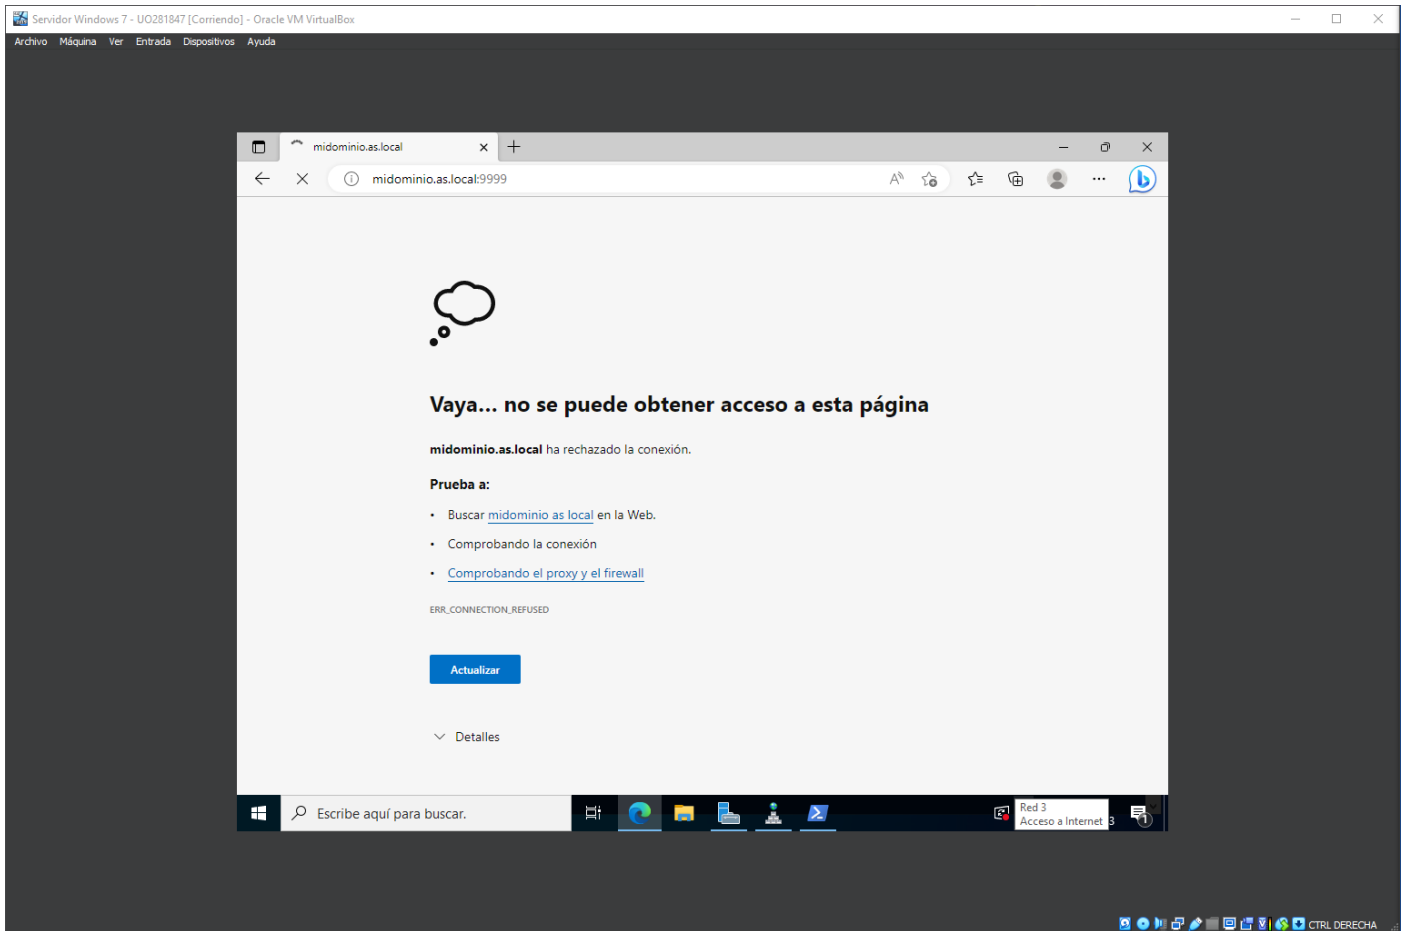 Servidor Windows 7 - UO281847 [Corriendo] - Oracle VM VirtualBox
Archivo Máquina Ver Entrada Dispositivos Ayuda
midominio.as.local
midominio.as.local:9999
Vaya... no se puede obtener acceso a esta página
midominio.as.local ha rechazado la conexión.
Prueba a:
• Buscar midominio as local en la Web.
• Comprobando la conexión
• Comprobando el proxy y el firewall
ERR_CONNECTION_REFUSED
Actualizar
Detalles
Escribe aquí para buscar.
Red 3
Acceso a Internet
3
1
CTRL DERECHA